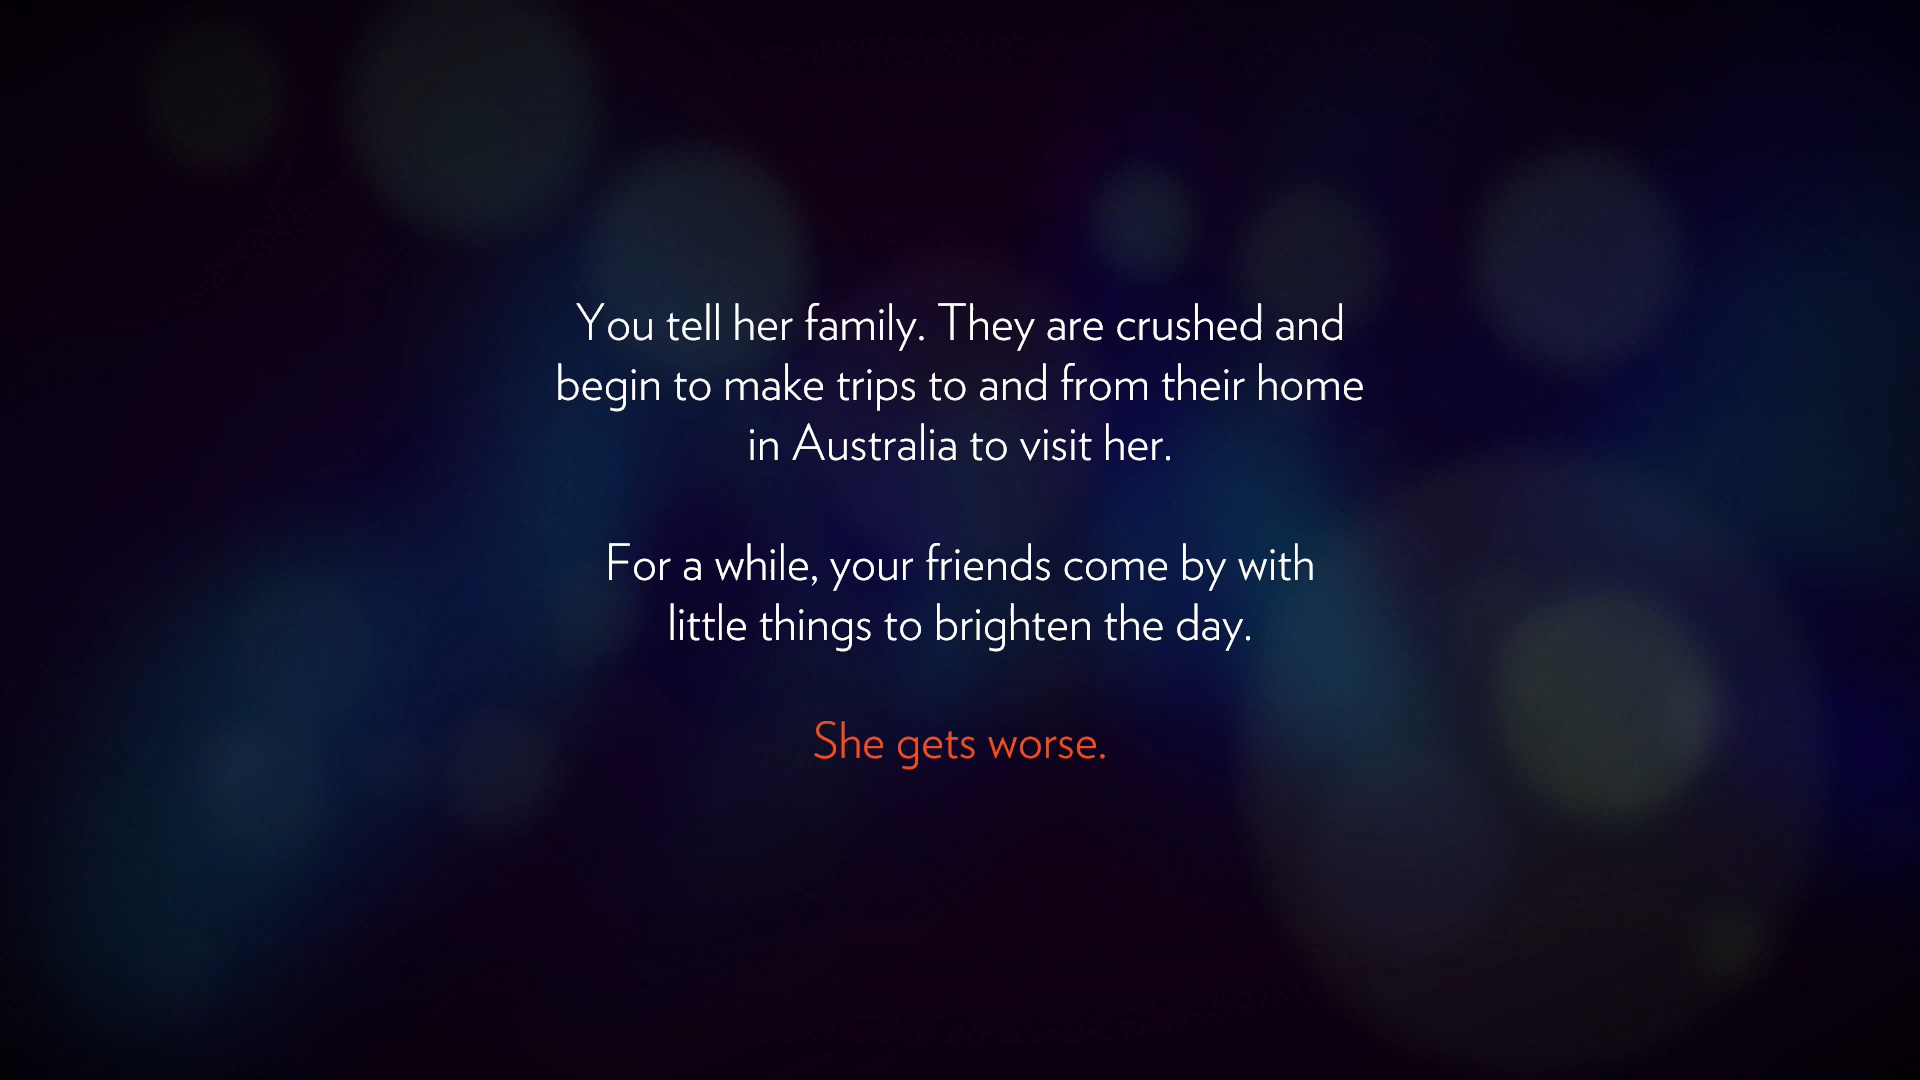 You tell her family. They are crushed and
begin to make trips to and from their home
in Australia to visit her.
For a while, your friends come by with
little things to brighten the day.
She gets worse.